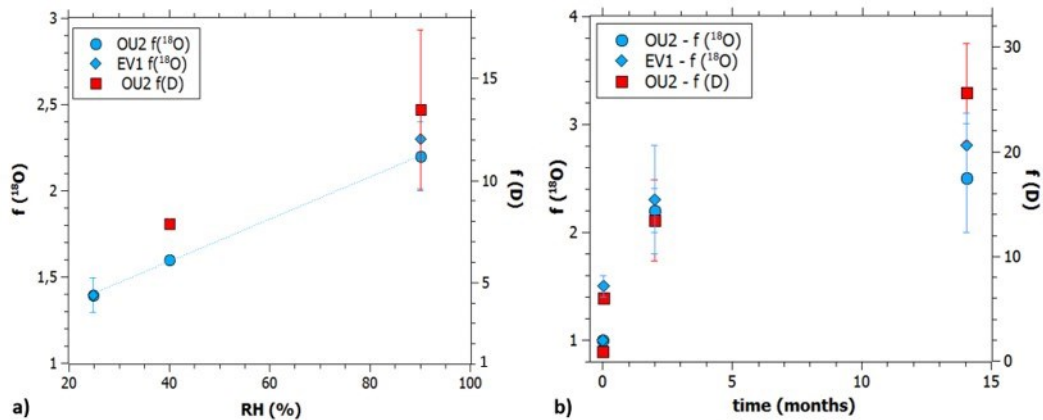 OU2 f(¹⁸O)
EV1 f(¹⁸O)
OU2 f(D)
3
2,5
2
1,5
1
f (¹⁸O)
15
10
5
1
f (D)
20 40 60 80 100
RH (%)
a)
OU2 - f (¹⁸O)
EV1 - f (¹⁸O)
OU2 - f (D)
4
3
2
1
f (¹⁸O)
30
20
10
0
f (D)
0 5 10 15
time (months)
b)